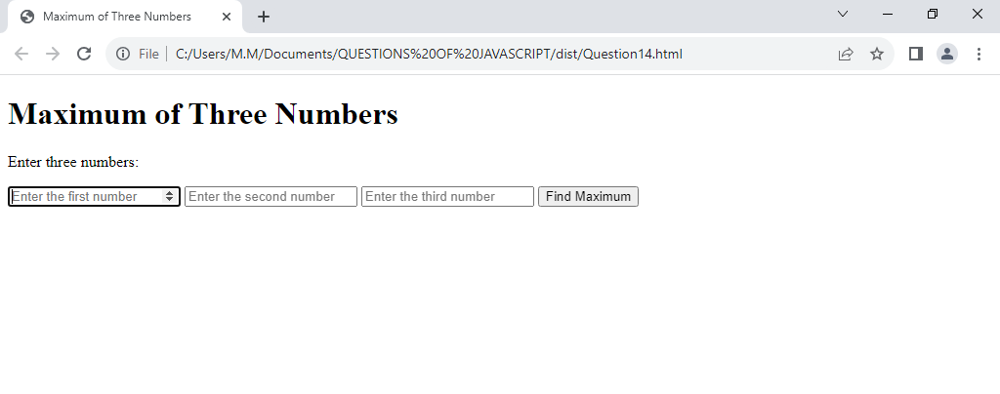 Maximum of Three Numbers
File | C:/Users/M.M/Documents/QUESTIONS%20OF%20JAVASCRIPT/dist/Question14.html
Maximum of Three Numbers
Enter three numbers:
Enter the first number Enter the second number Enter the third number Find Maximum